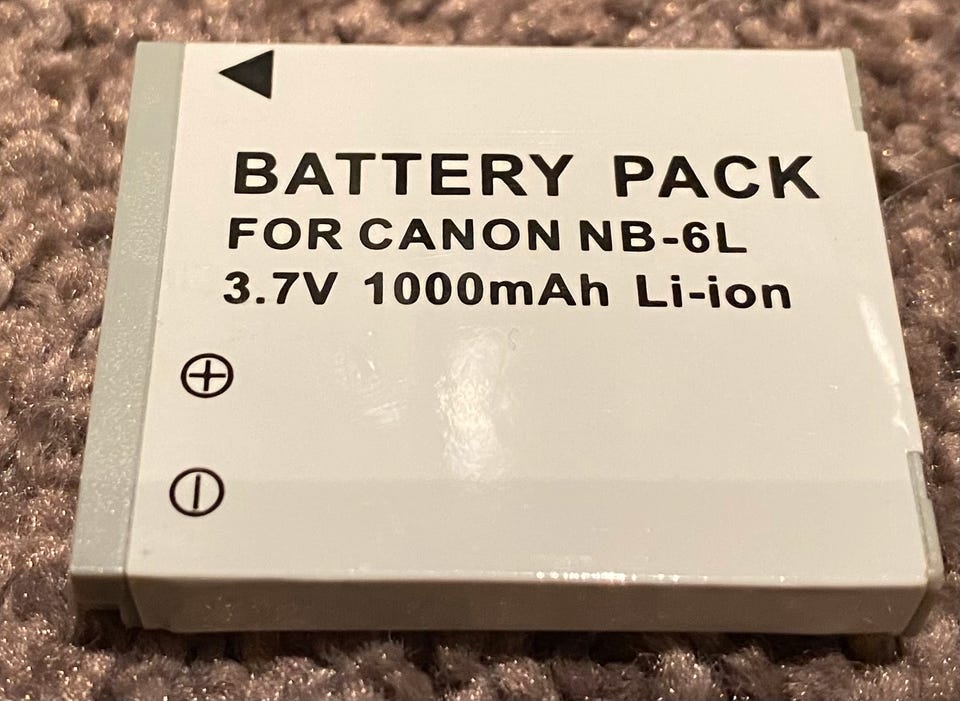 BATTERY PACK
FOR CANON NB-6L
3.7V 1000mAh Li-ion